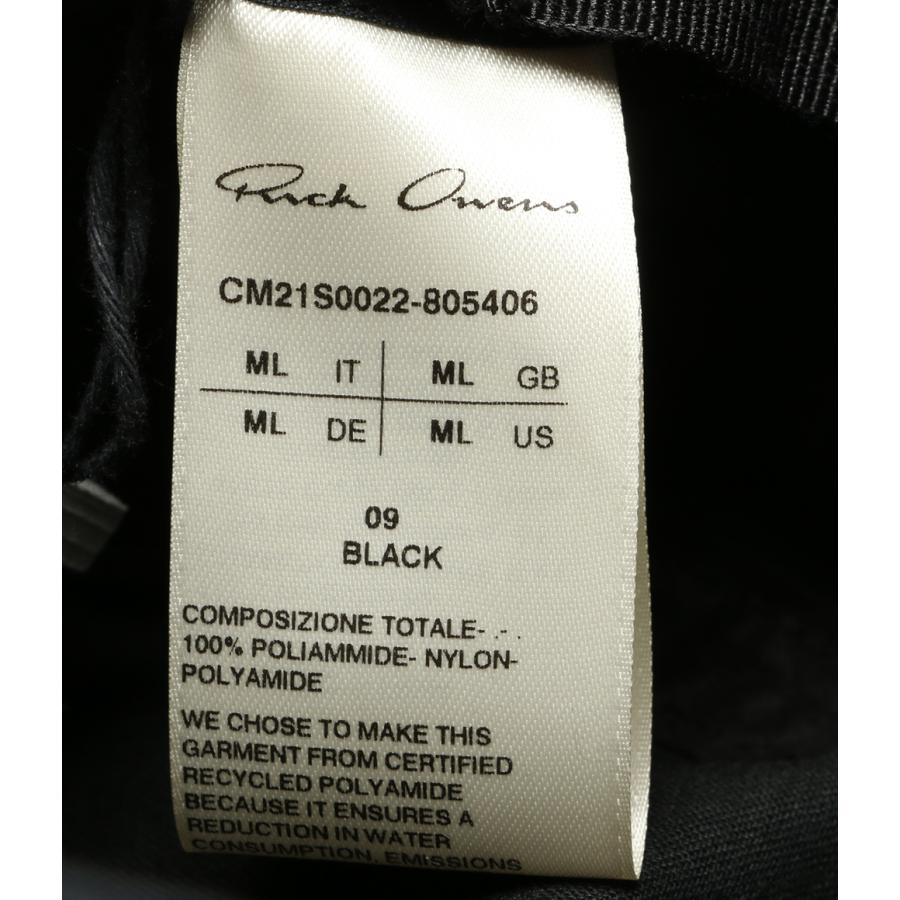 Rick Owens
CM21S0022-805406
ML IT ML GB
ML DE ML US
09
BLACK
COMPOSIZIONE TOTALE- .- .
100% POLIAMMIDE- NYLON-
POLYAMIDE
WE CHOSE TO MAKE THIS
GARMENT FROM CERTIFIED
RECYCLED POLYAMIDE
BECAUSE IT ENSURES A
REDUCTION IN WATER
CONSUMPTION, EMISSIONS